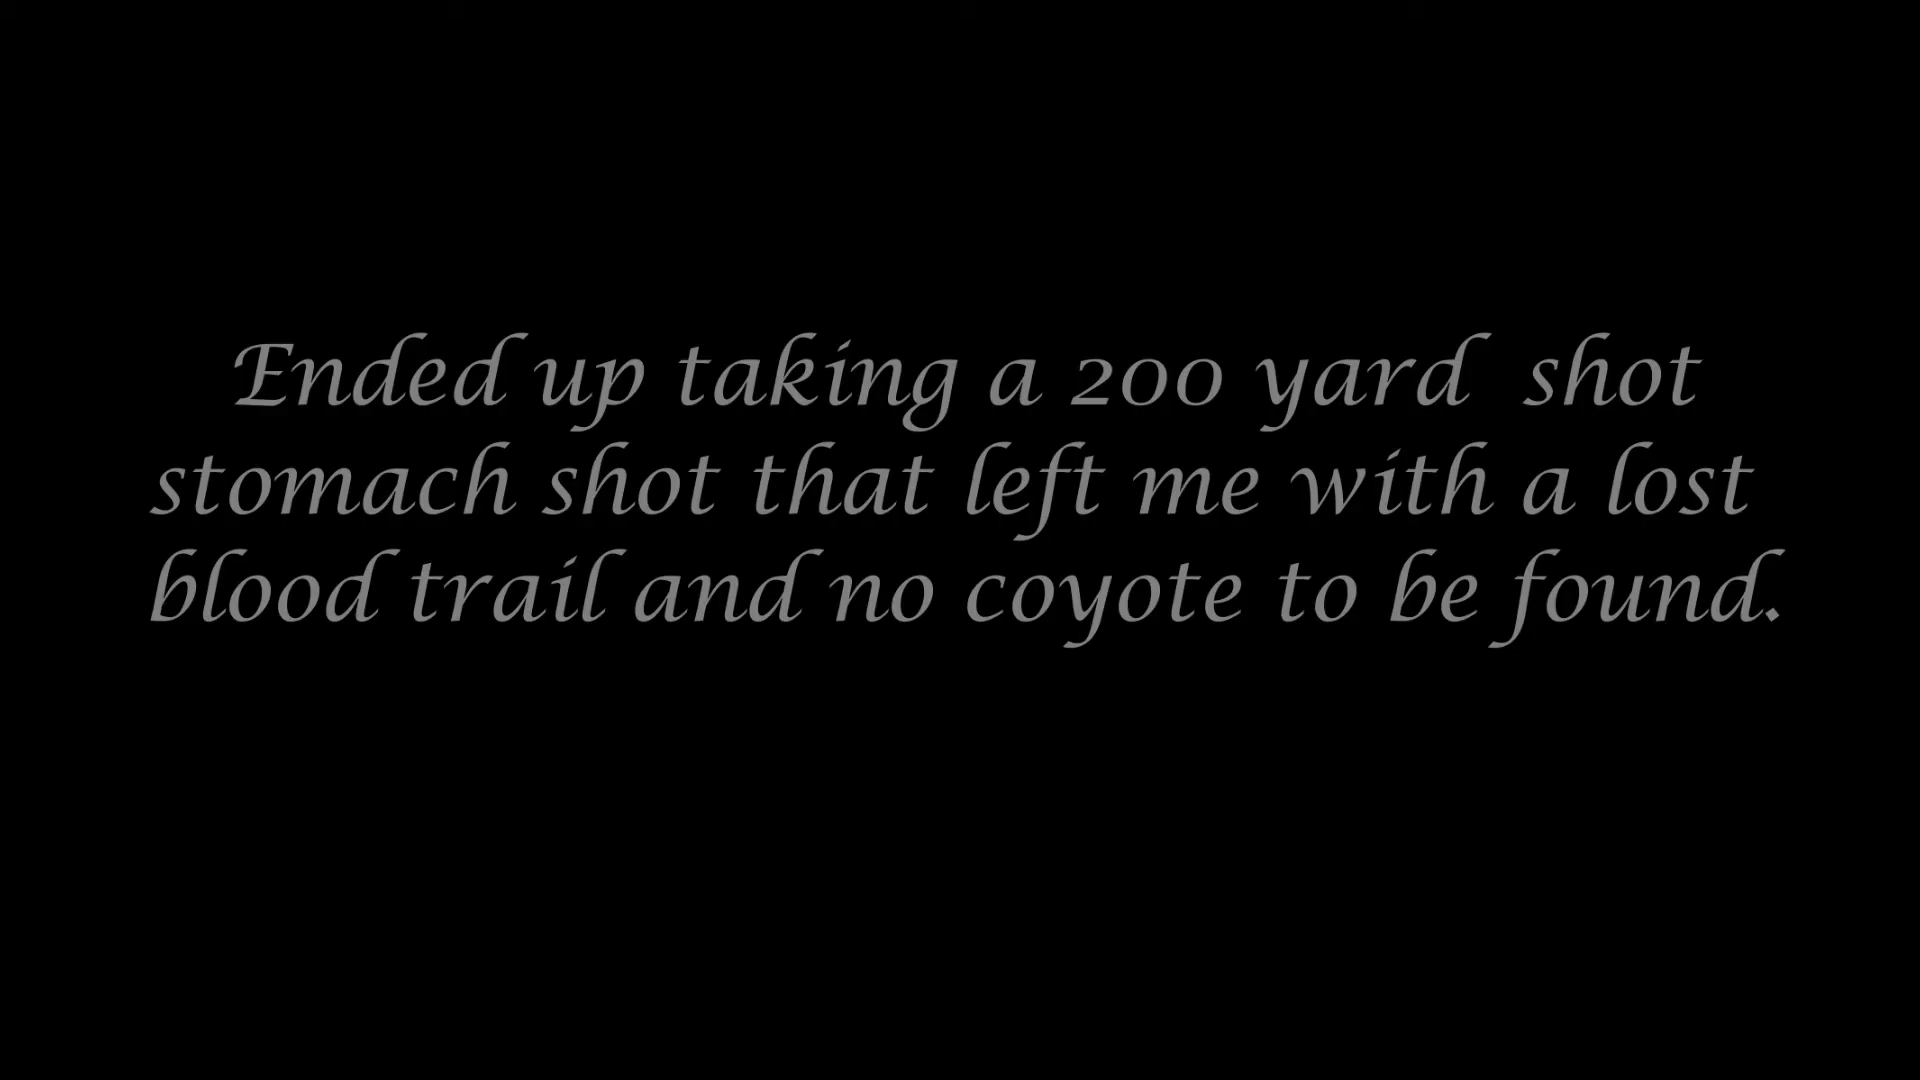 Ended up taking a 200 yard  shot
stomach shot that left me with a lost
blood trail and no coyote to be found.